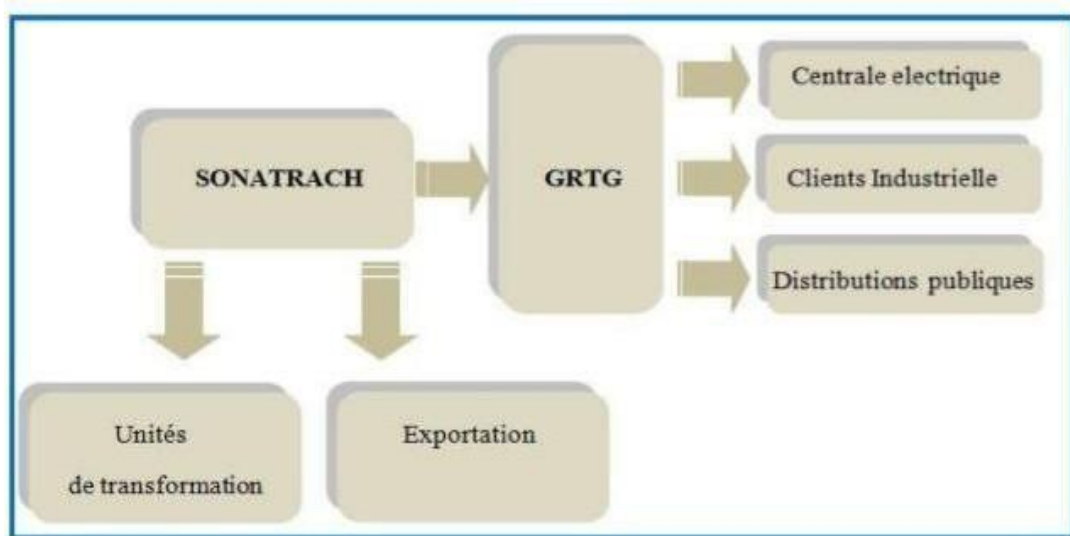 SONATRACH
GRTG
Centrale electrique
Clients Industrielle
Distributions publiques
Unités
de transformation
Exportation